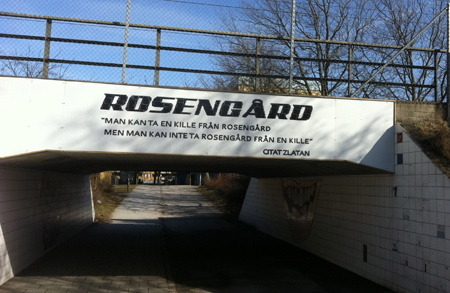 ROSENGÅRD
"MAN KAN TA EN KILLE FRÅN ROSENGÅRD
MEN MAN KAN INTE TA ROSENGÅRD FRÅN EN KILLE"
CITAT ZLATAN